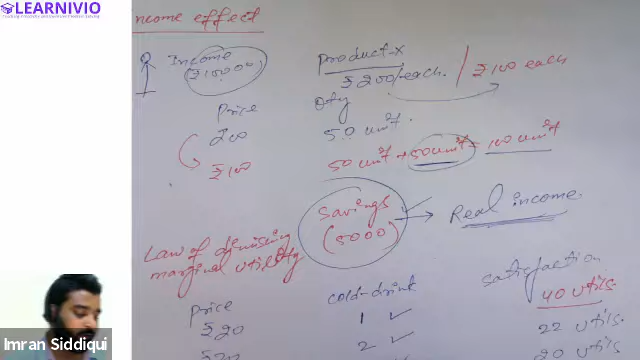 LEARNIVIO
ncome effect
Income
(₹10000)
Product-x
₹200/-each. / ₹100 each
Price Qty
200 50 unit.
₹100 50 unit + 50 unit = 100 unit
Savings
(5000) → Real income.
Law of diminising
marginal utility
Price cold-drink satisfaction
₹20 1 ✓ 40 utils.
2 ✓ 22 utils.
20 utils
Imran Siddiqui